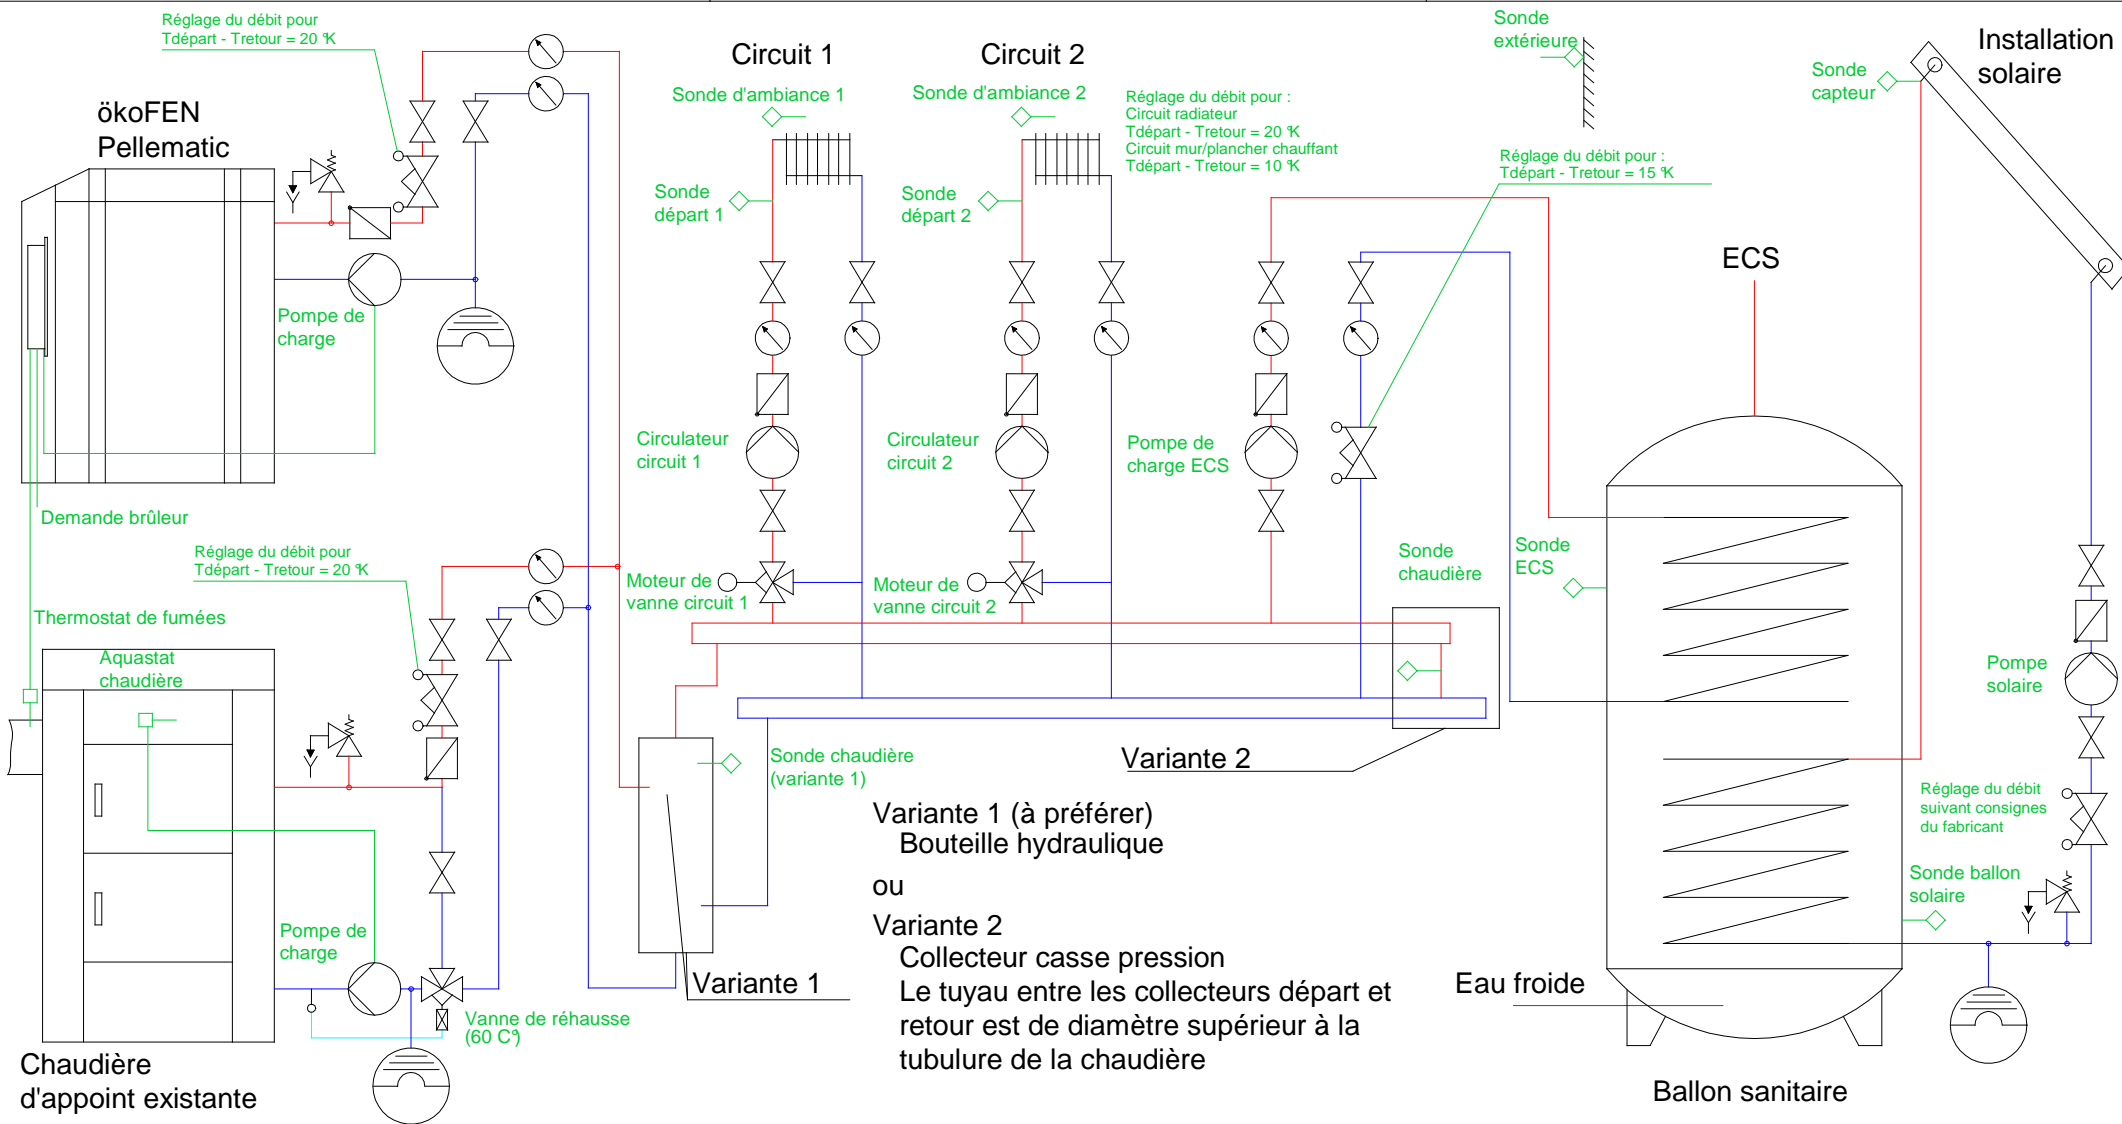 Réglage du débit pour
Tdépart - Tretour = 20 °K
ökoFEN
Pellematic
Pompe de
charge
Demande brûleur
Réglage du débit pour
Tdépart - Tretour = 20 °K
Thermostat de fumées
Aquastat
chaudière
Pompe de
charge
Vanne de réhausse
(60 C°)
Chaudière
d'appoint existante
Circuit 1
Sonde d'ambiance 1
Sonde
départ 1
Circulateur
circuit 1
Moteur de
vanne circuit 1
Circuit 2
Sonde d'ambiance 2
Sonde
départ 2
Circulateur
circuit 2
Moteur de
vanne circuit 2
Réglage du débit pour :
Circuit radiateur
Tdépart - Tretour = 20 °K
Circuit mur/plancher chauffant
Tdépart - Tretour = 10 °K
Pompe de
charge ECS
Réglage du débit pour :
Tdépart - Tretour = 15 °K
Sonde
extérieure
Sonde
chaudière
Sonde
ECS
Sonde chaudière
(variante 1)
Variante 2
Variante 1
Variante 1 (à préférer)
Bouteille hydraulique
ou
Variante 2
Collecteur casse pression
Le tuyau entre les collecteurs départ et
retour est de diamètre supérieur à la
tubulure de la chaudière
ECS
Sonde
capteur
Installation
solaire
Pompe
solaire
Réglage du débit
suivant consignes
du fabricant
Sonde ballon
solaire
Eau froide
Ballon sanitaire